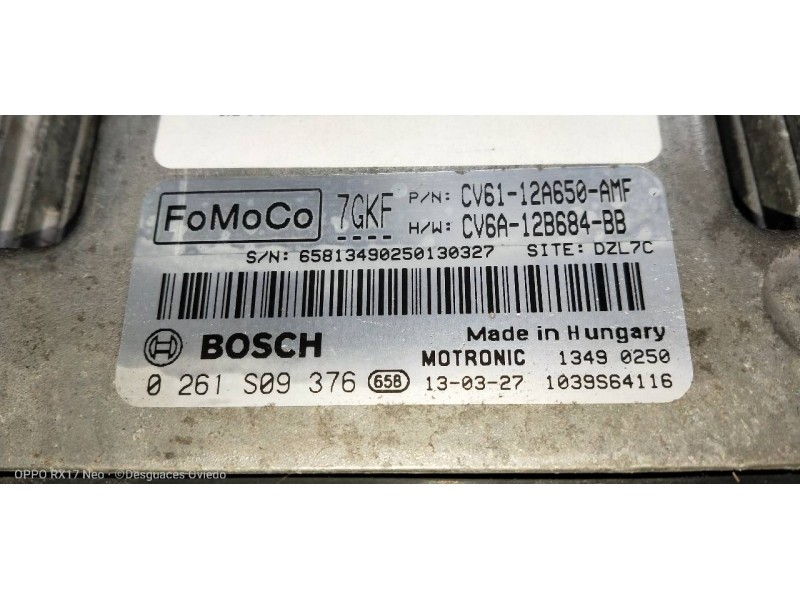 FoMoCo 7GKF P/N: CV61-12A650-AMF
H/W: CV6A-12B684-BB
S/N: 65813490250130327 SITE: DZL7C
BOSCH Made in Hungary
MOTRONIC 1349 0250
0 261 S09 376 65B 13-03-27 1039S64116
OPPO RX17 Neo • ©Desguaces Oviedo